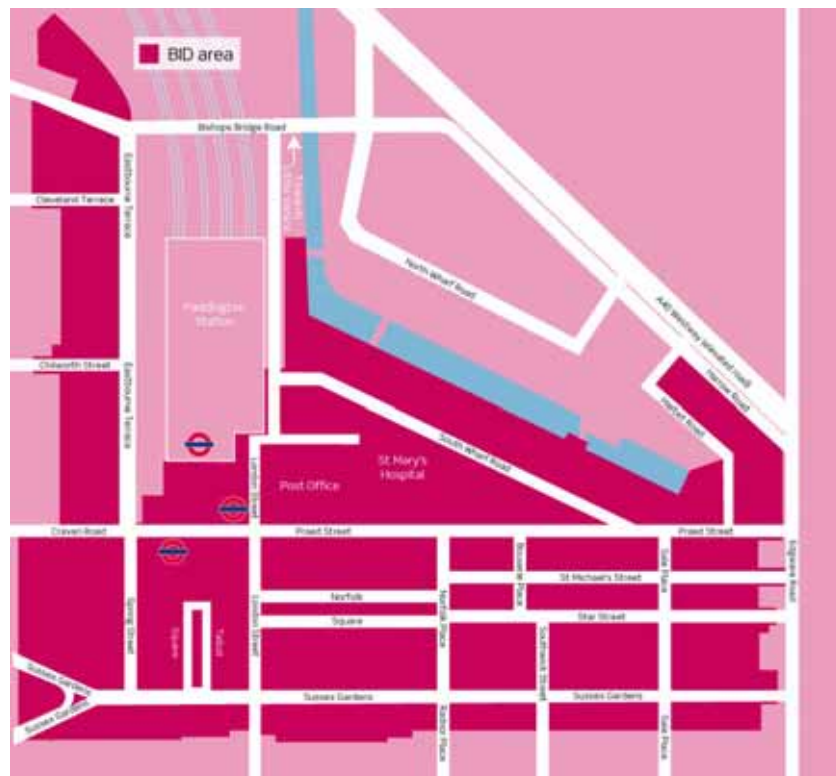 BID area
Bishops Bridge Road
Eastbourne Terrace
Cleveland Terrace
North Wharf Road
Paddington
Station
A40 Westway (elevated road)
Harrow Road
Chilworth Street
Eastbourne Terrace
South Wharf Road
St Mary's
Hospital
London Street
Post Office
Craven Road
Praed Street
Praed Street
Edgware Road
Spring Street
Norfolk
Square
London Street
Norfolk Place
Bouverie Place
St Michael's Street
Sale Place
Star Street
Southwick Street
Talbot
Square
Sussex Gardens
Sussex Gardens
Sussex Gardens
Sussex Gardens
Radnor Place
Sale Place